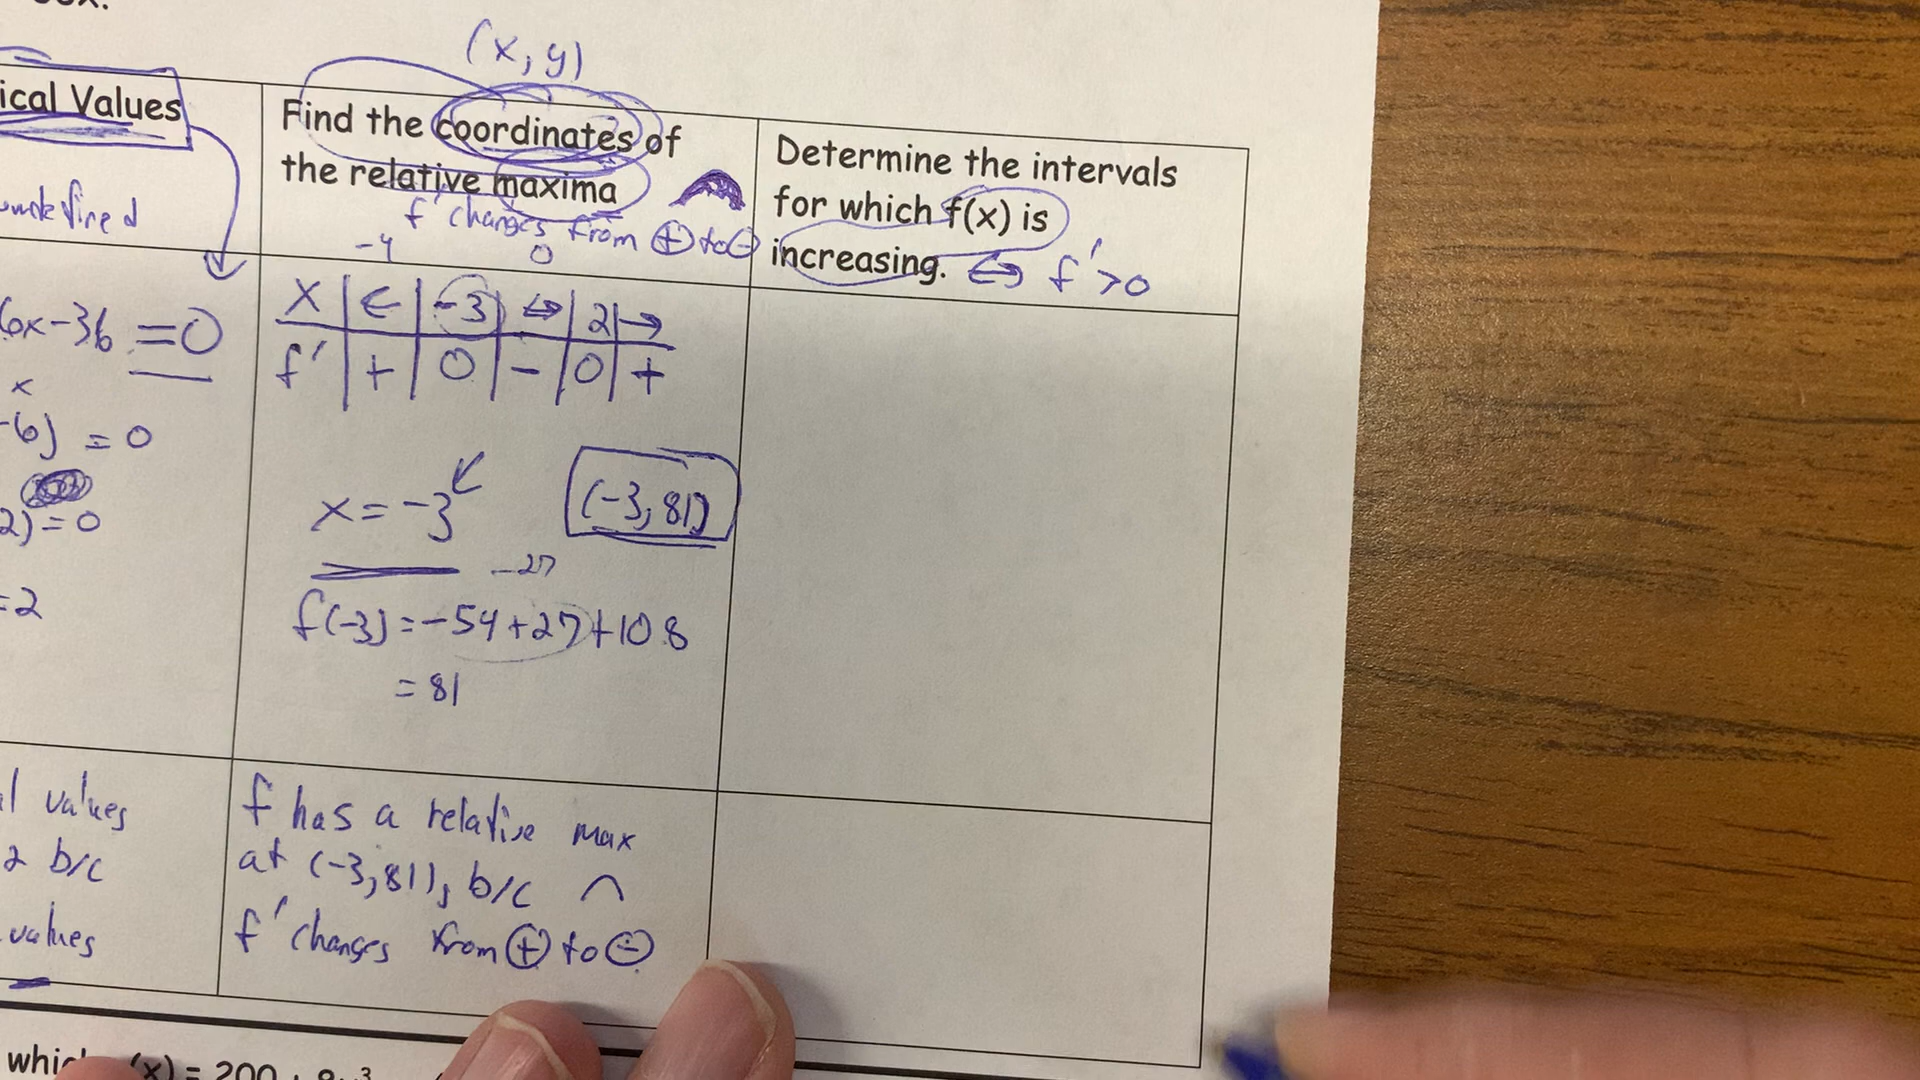 (x, y)
ical Values
undefined
6x-36 =0
x
-6) = 0
2)=0
=2
l values
2 b/c
values
Find the coordinates of
the relative maxima
f' changes from + to -
-4 0
X | ← | -3 | ↔ | 2 | →
f' | + | 0 | - | 0 | +
x = -3
(-3, 81)
-27
f(-3) = -54+27+108
= 81
f has a relative max
at (-3,81), b/c
f' changes from + to -
Determine the intervals
for which f(x) is
increasing. ↔ f' > 0
(x) = 200